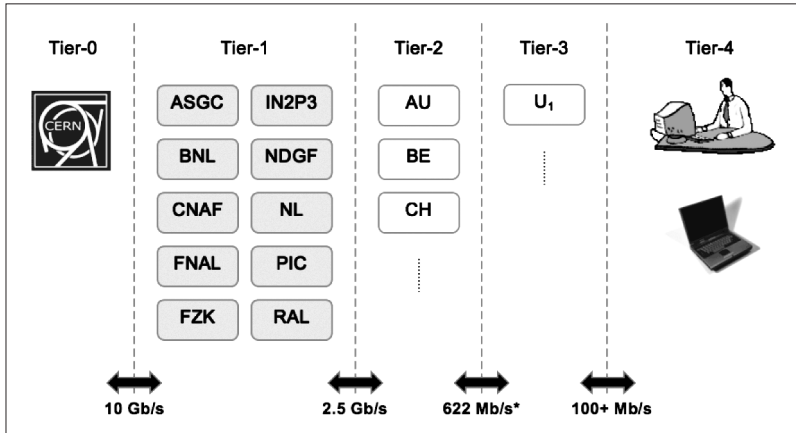 Tier-0
Tier-1
Tier-2
Tier-3
Tier-4
CERN
ASGC
IN2P3
AU
U₁
BNL
NDGF
BE
CNAF
NL
CH
FNAL
PIC
FZK
RAL
10 Gb/s
2.5 Gb/s
622 Mb/s*
100+ Mb/s